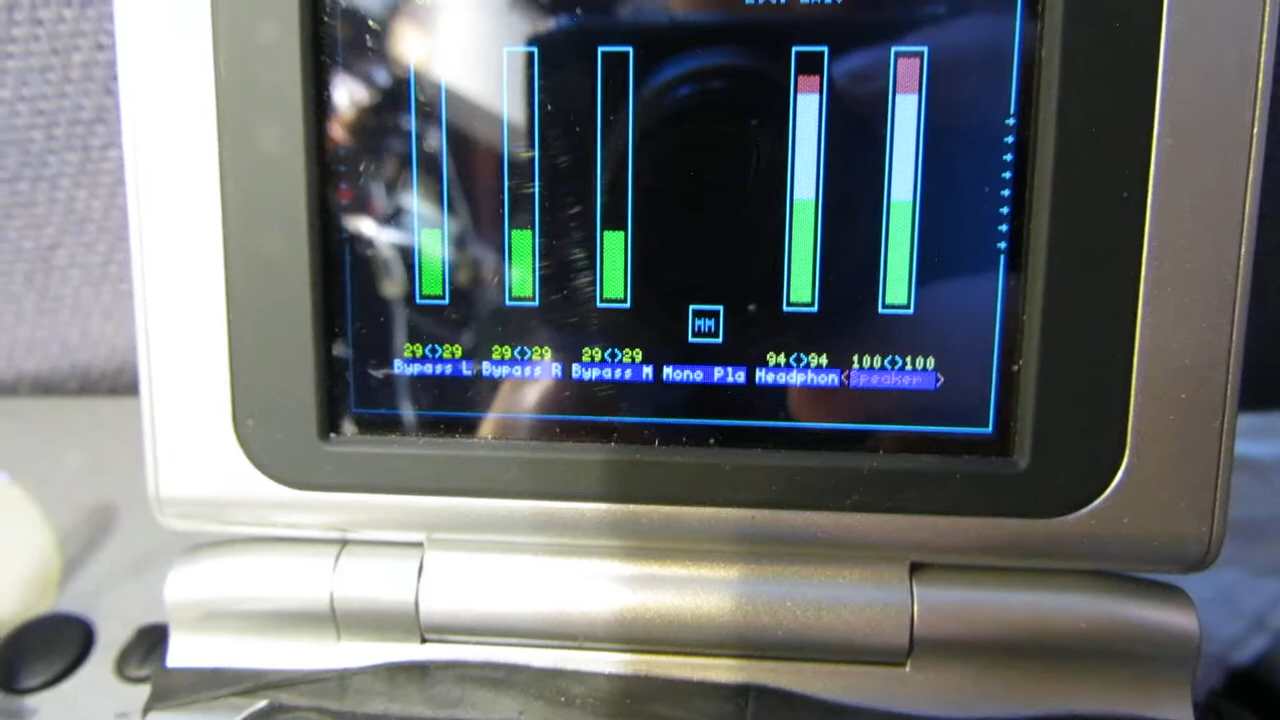 MM
29<>29 29<>29 29<>29 94<>94 100<>100
Bypass L Bypass R Bypass M Mono Pla Headphon <Speaker >